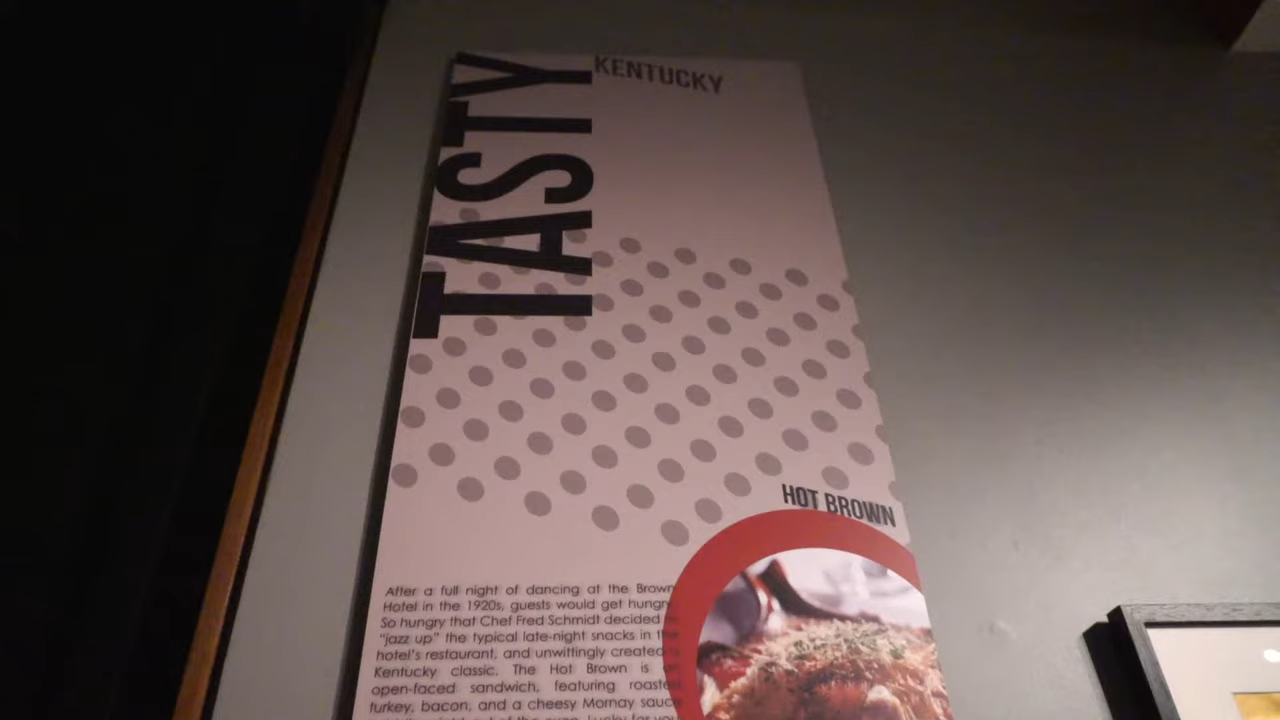 TASTY
KENTUCKY
HOT BROWN
After a full night of dancing at the Brown
Hotel in the 1920s, guests would get hungry
So hungry that Chef Fred Schmidt decided
"jazz up" the typical late-night snacks in the
hotel's restaurant, and unwittingly created
Kentucky classic. The Hot Brown is
open-faced sandwich, featuring roasted
turkey, bacon, and a cheesy Mornay sauce